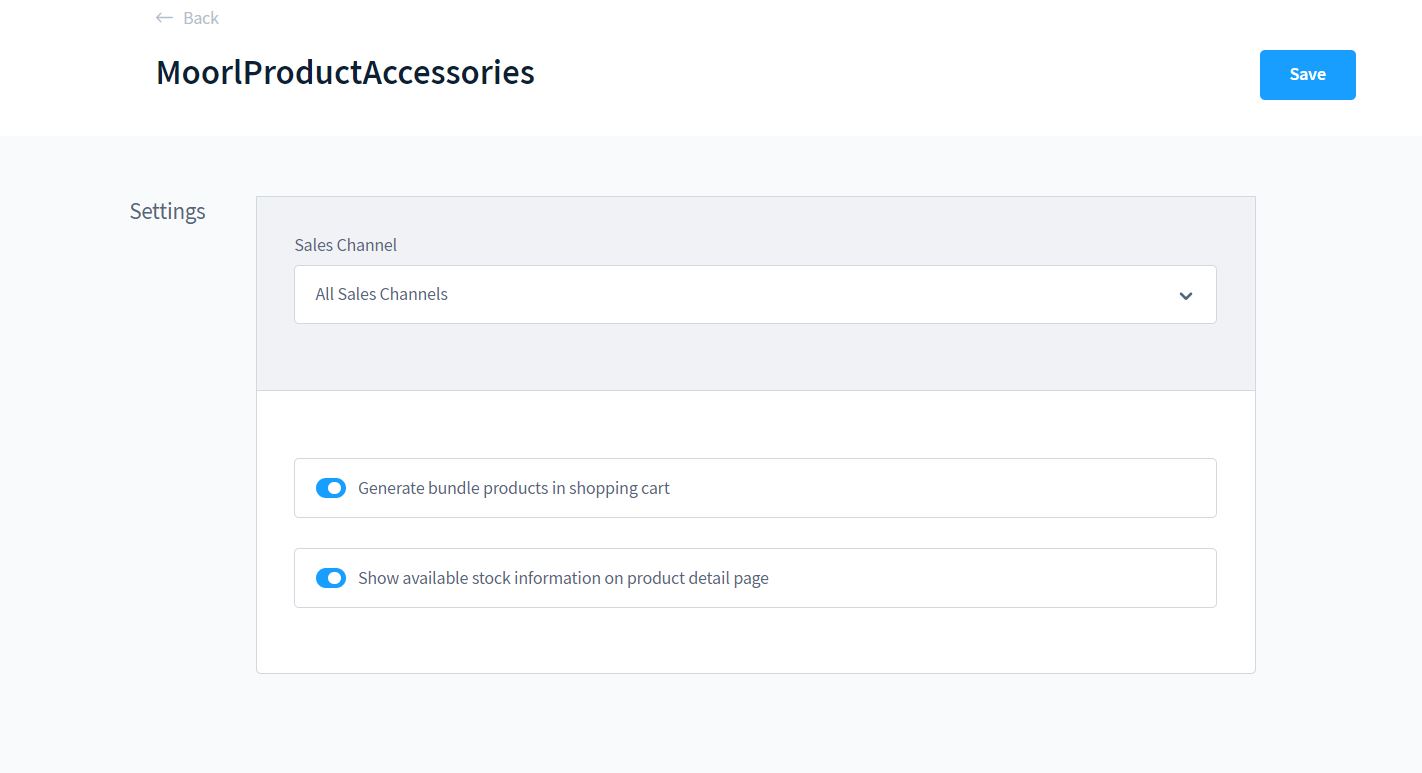 Back
MoorlProductAccessories
Save
Settings
Sales Channel
All Sales Channels
Generate bundle products in shopping cart
Show available stock information on product detail page